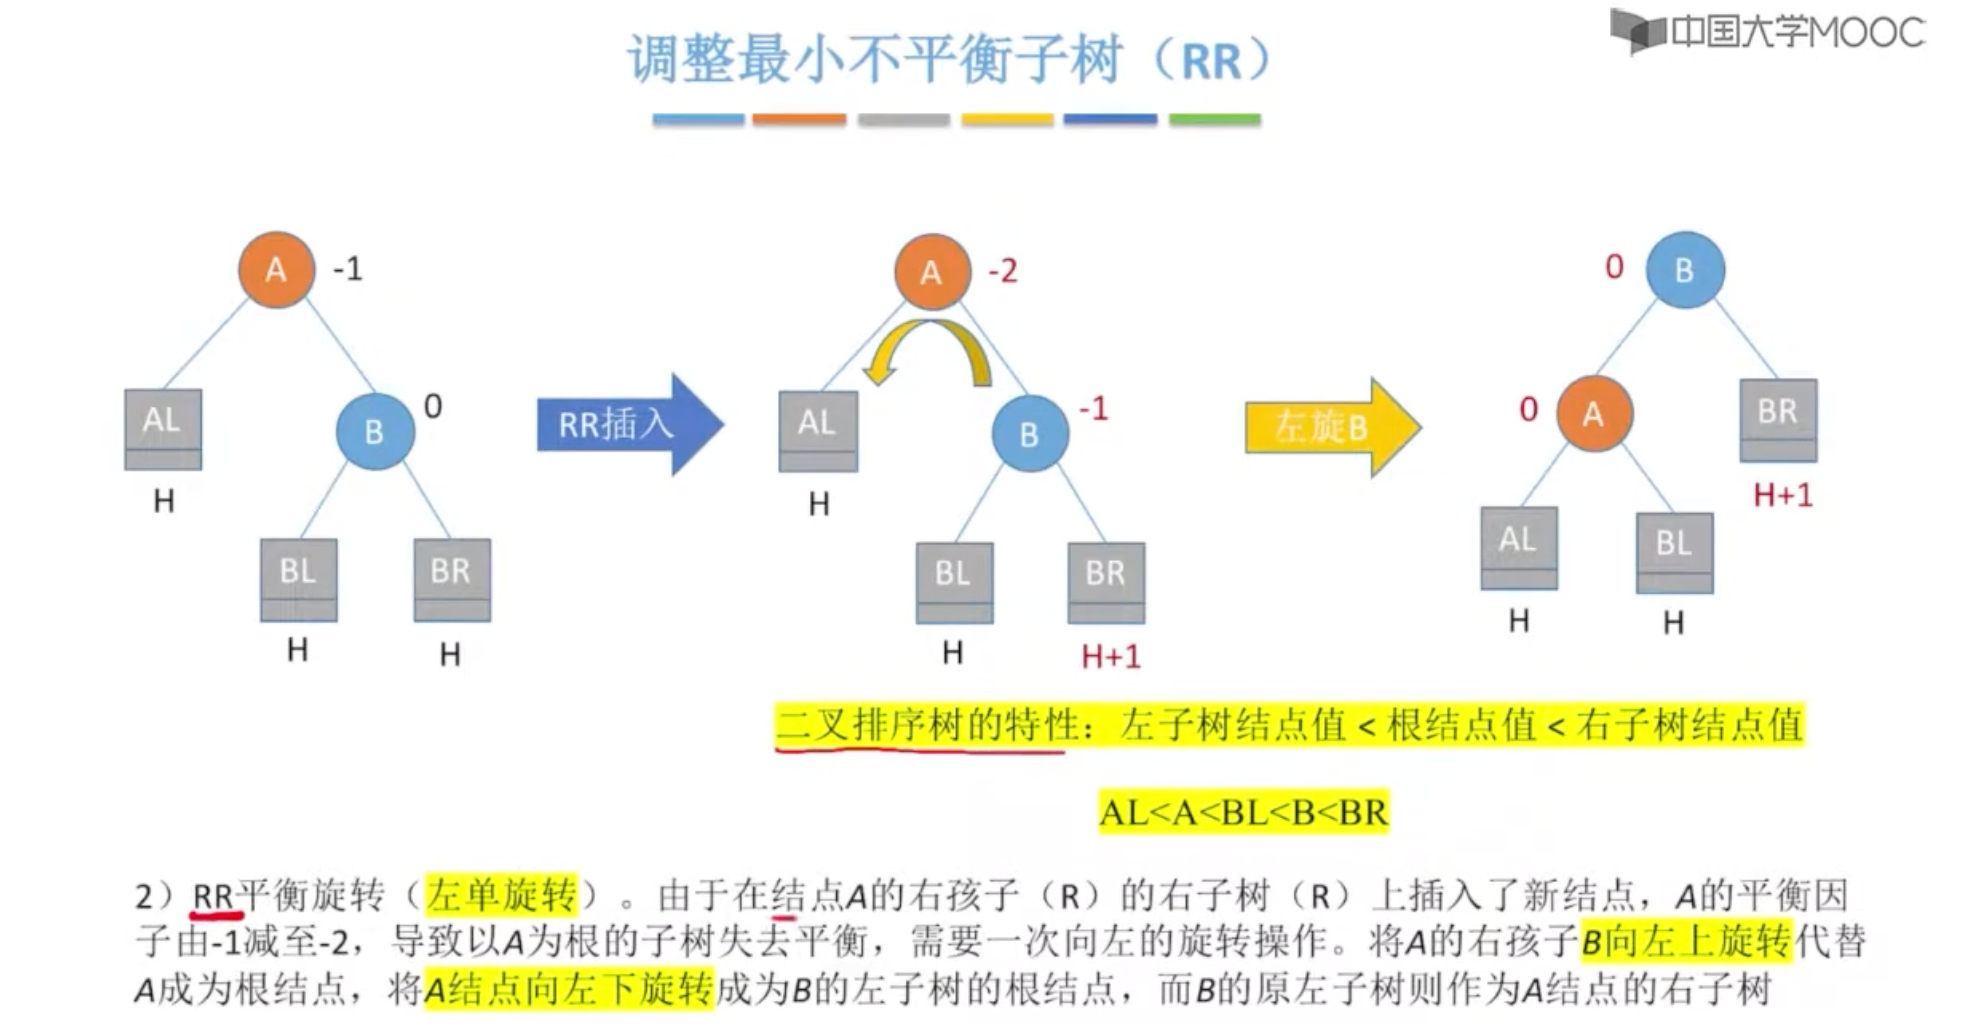 中国大学MOOC
调整最小不平衡子树（RR）
A -1
AL
H
B 0
BL
H
BR
H
RR插入
A -2
AL
H
B -1
BL
H
BR
H+1
左旋B
0 B
0 A
BR
H+1
AL
H
BL
H
二叉排序树的特性：左子树结点值 < 根结点值 < 右子树结点值
AL<A<BL<B<BR
2）RR平衡旋转（左单旋转）。由于在结点A的右孩子（R）的右子树（R）上插入了新结点，A的平衡因
子由-1减至-2，导致以A为根的子树失去平衡，需要一次向左的旋转操作。将A的右孩子B向左上旋转代替
A成为根结点，将A结点向左下旋转成为B的左子树的根结点，而B的原左子树则作为A结点的右子树